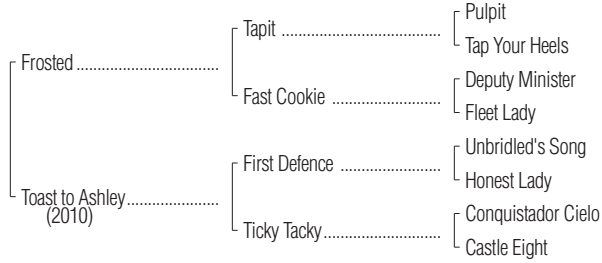 Pulpit
Tapit
Tap Your Heels
Frosted
Deputy Minister
Fast Cookie
Fleet Lady
Unbridled's Song
First Defence
Honest Lady
Toast to Ashley
(2010)
Conquistador Cielo
Ticky Tacky
Castle Eight